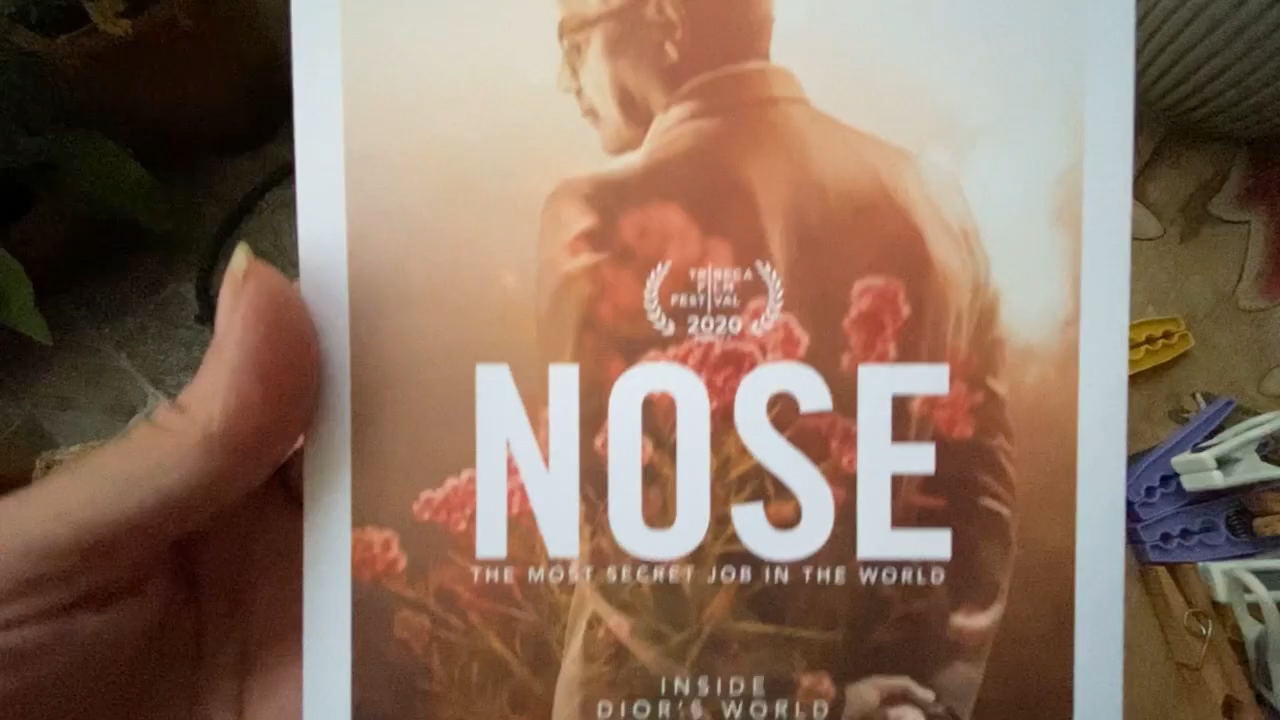 TRIBECA
FILM
FESTIVAL
2020
NOSE
THE MOST SECRET JOB IN THE WORLD
INSIDE
DIOR'S WORLD